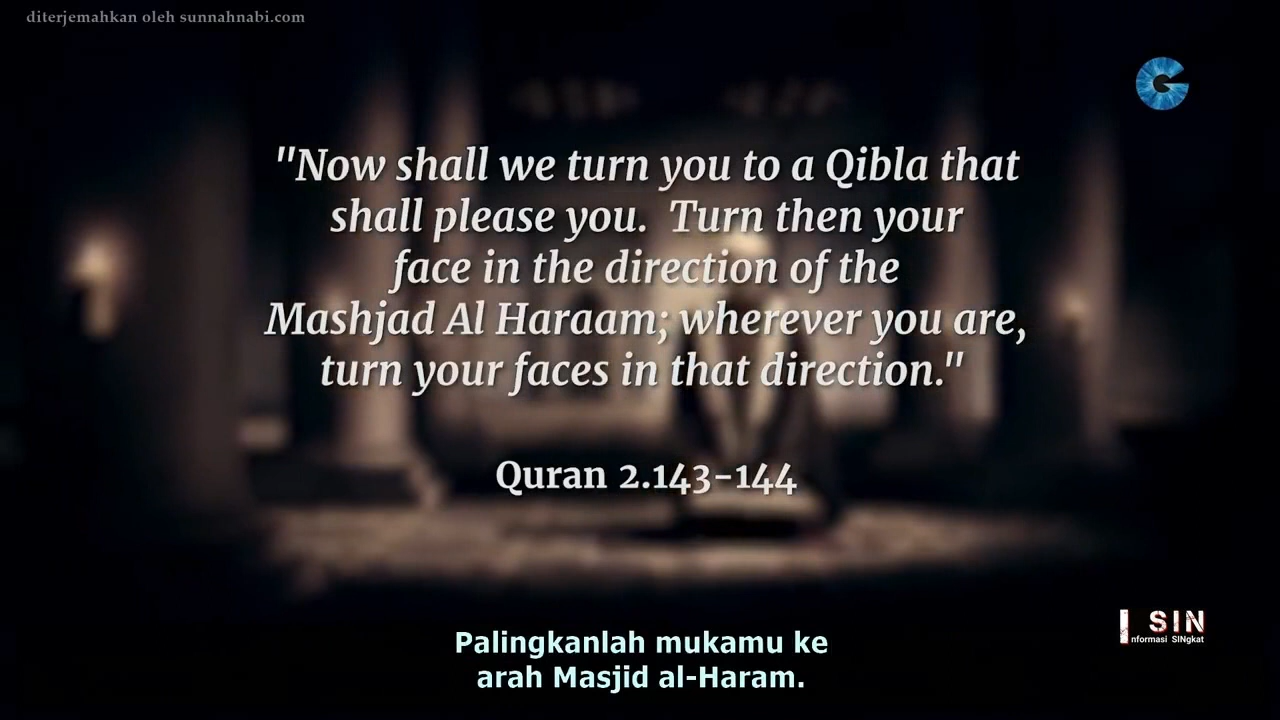 diterjemahkan oleh sunnahnabi.com
"Now shall we turn you to a Qibla that
shall please you. Turn then your
face in the direction of the
Mashjad Al Haraam; wherever you are,
turn your faces in that direction."
Quran 2.143-144
I SIN
nformasi SINgkat
Palingkanlah mukamu ke
arah Masjid al-Haram.